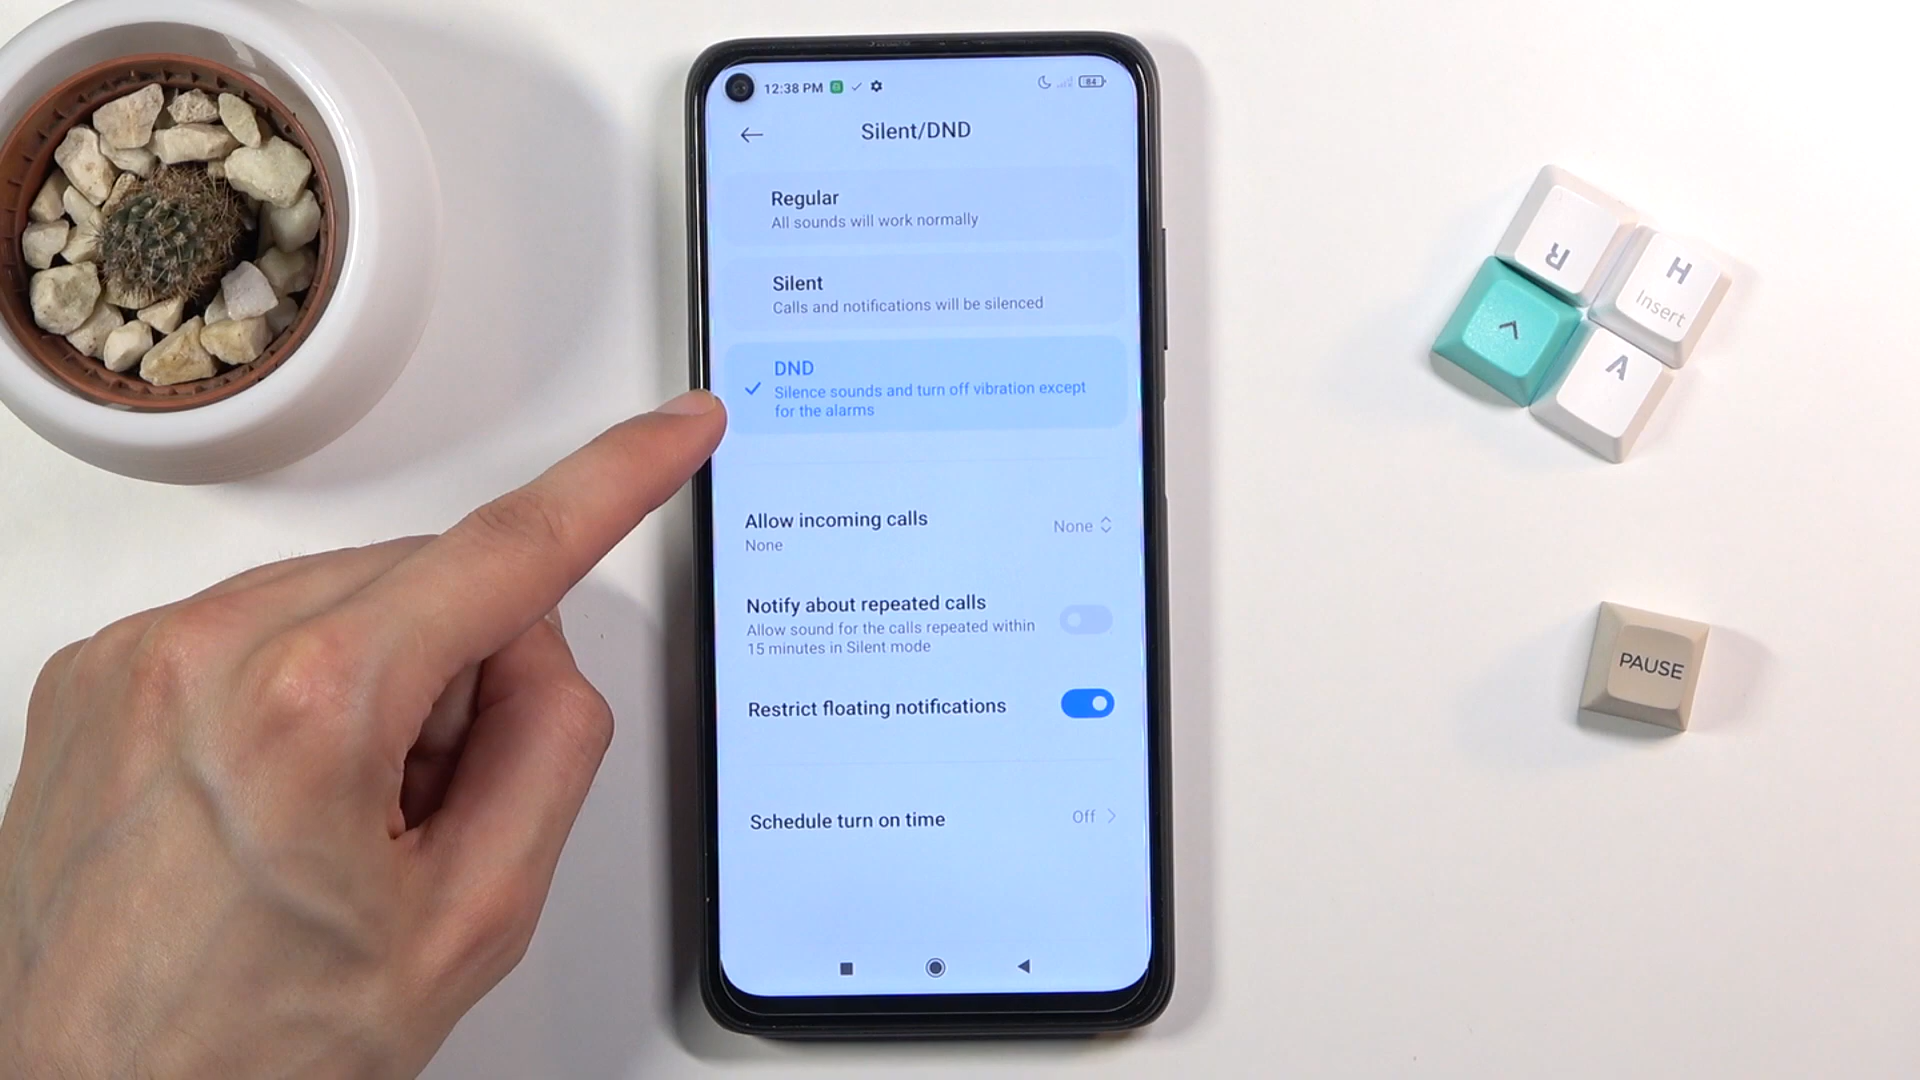 12:38 PM
84
Silent/DND
Regular
All sounds will work normally
Silent
Calls and notifications will be silenced
DND
Silence sounds and turn off vibration except
for the alarms
Allow incoming calls
None
None
Notify about repeated calls
Allow sound for the calls repeated within
15 minutes in Silent mode
Restrict floating notifications
Schedule turn on time
Off
R
H
Insert
A
PAUSE